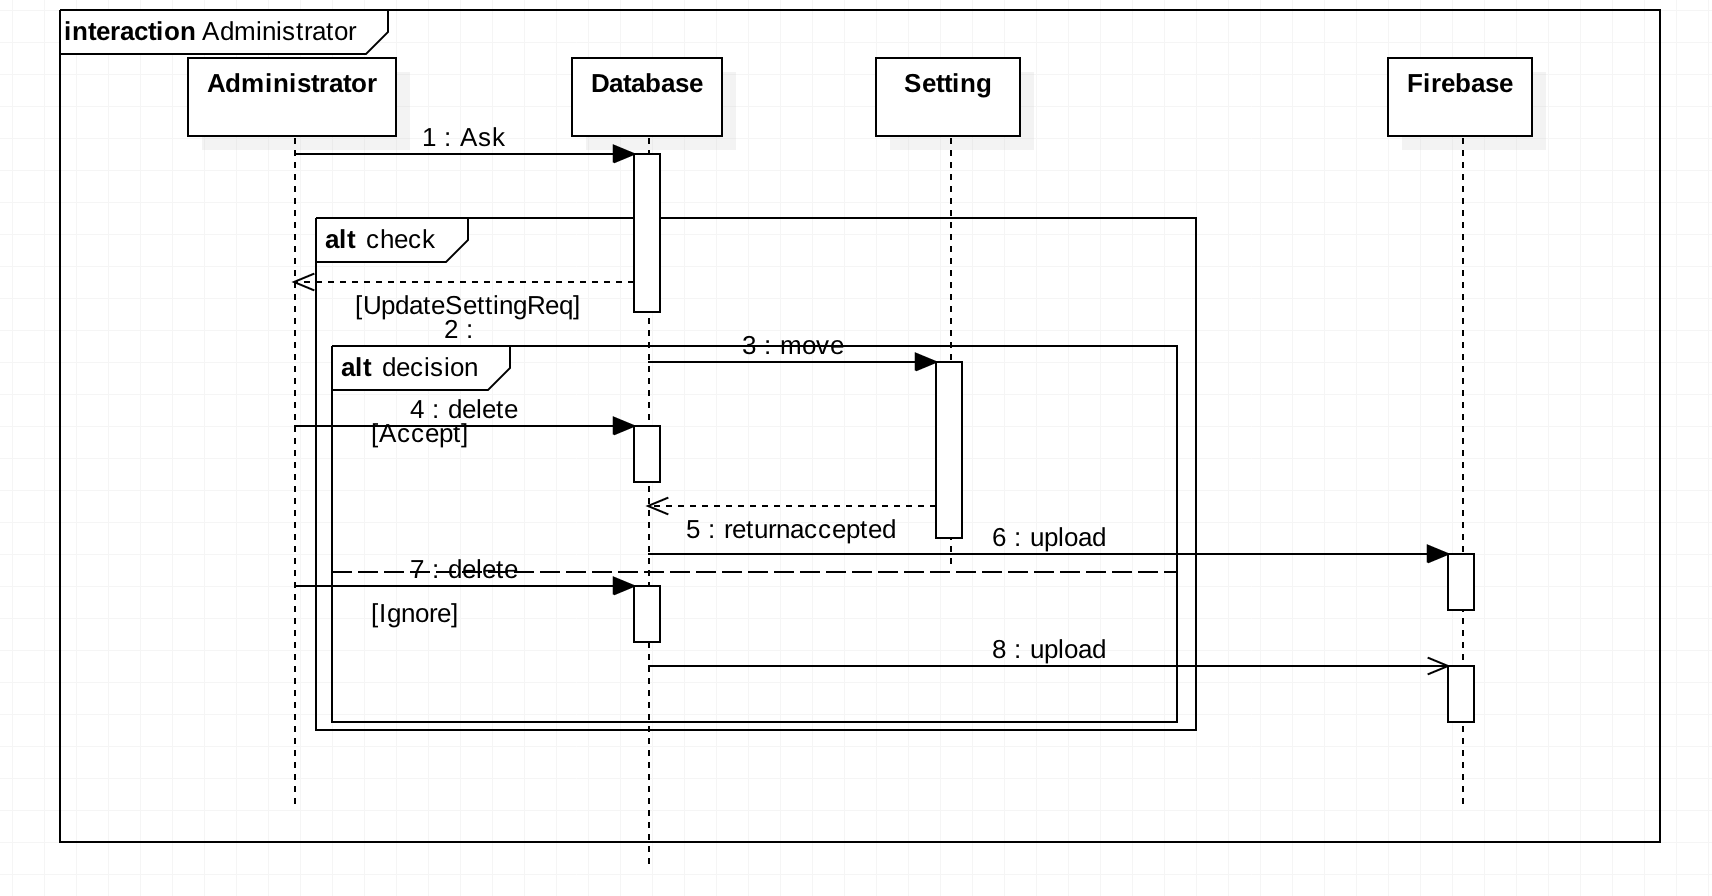 interaction Administrator
Administrator
Database
Setting
Firebase
1 : Ask
alt check
[UpdateSettingReq]
2 :
3 : move
alt decision
4 : delete
[Accept]
5 : returnaccepted
6 : upload
7 : delete
[Ignore]
8 : upload